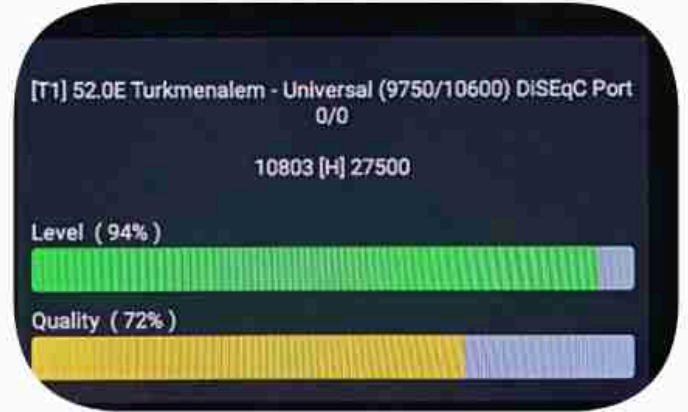 [T1] 52.0E Turkmenalem - Universal (9750/10600) DiSEqC Port
0/0
10803 [H] 27500
Level ( 94% )
Quality ( 72% )